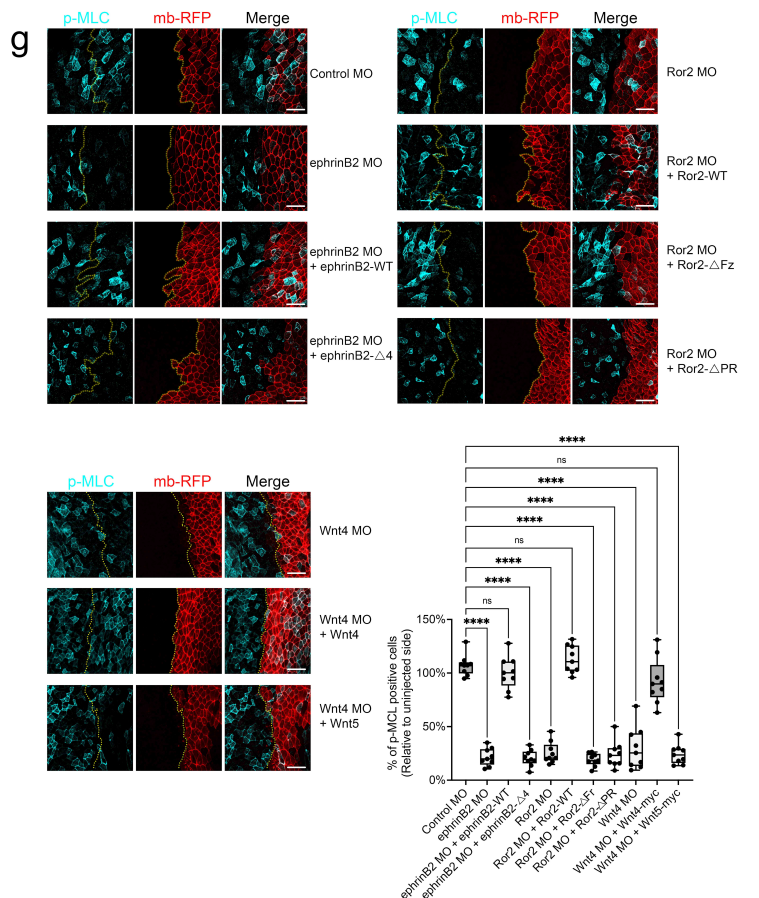 g
p-MLC mb-RFP Merge
Control MO
ephrinB2 MO
ephrinB2 MO
+ ephrinB2-WT
ephrinB2 MO
+ ephrinB2-△4
Ror2 MO
Ror2 MO
+ Ror2-WT
Ror2 MO
+ Ror2-△Fz
Ror2 MO
+ Ror2-△PR
p-MLC mb-RFP Merge
Wnt4 MO
Wnt4 MO
+ Wnt4
Wnt4 MO
+ Wnt5
****
ns
****
****
****
ns
****
****
ns
****
% of p-MCL positive cells
(Relative to uninjected side)
150%
100%
50%
0%
Control MO
ephrinB2 MO
ephrinB2 MO + ephrinB2-WT
ephrinB2 MO + ephrinB2-△4
Ror2 MO
Ror2 MO + Ror2-WT
Ror2 MO + Ror2-△Fr
Ror2 MO + Ror2-△PR
Wnt4 MO
Wnt4 MO + Wnt4-myc
Wnt4 MO + Wnt5-myc